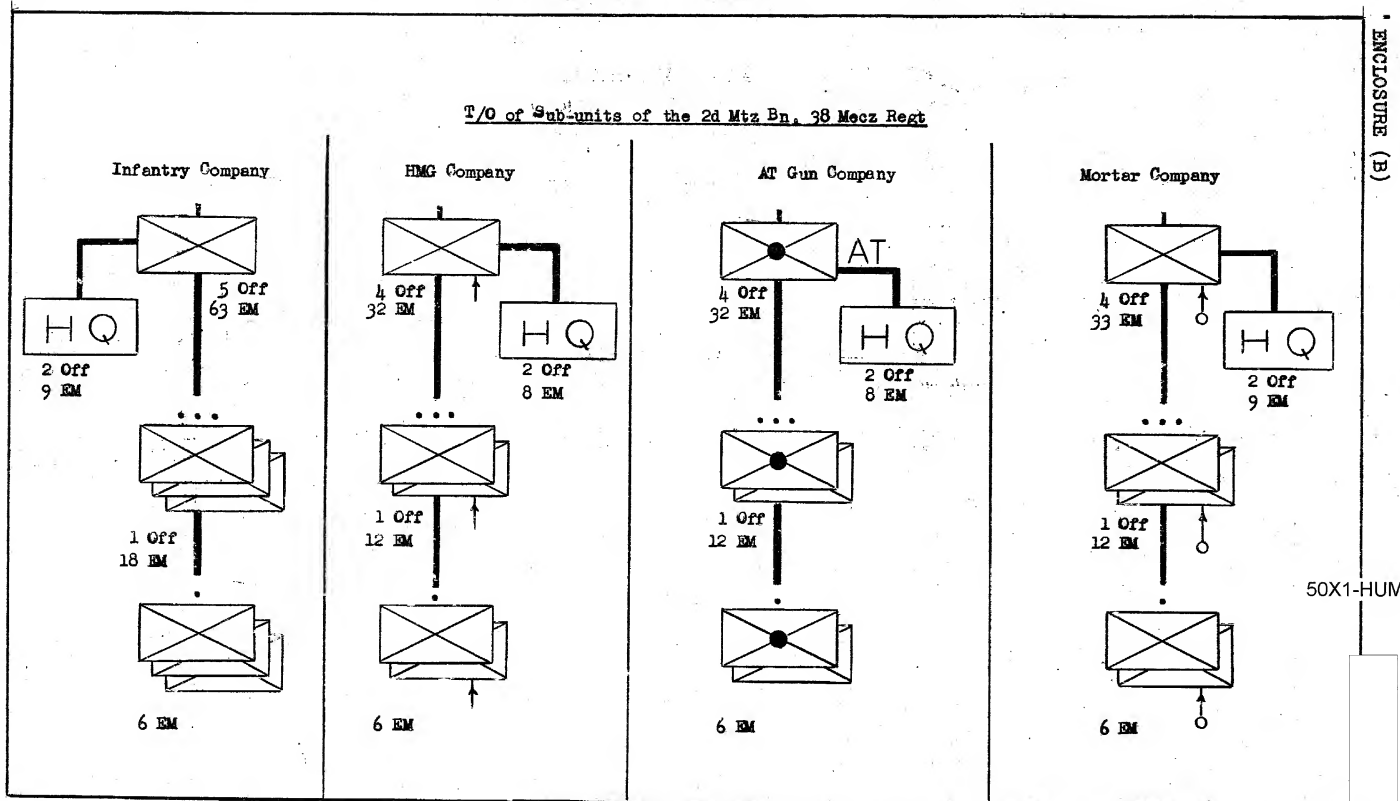 ENCLOSURE (B)
T/O of Sub-units of the 2d Mtz Bn. 38 Mecz Regt
Infantry Company
5 Off
63 EM
HQ
2 Off
9 EM
1 Off
18 EM
6 EM
HMG Company
4 Off
32 EM
HQ
2 Off
8 EM
1 Off
12 EM
6 EM
AT Gun Company
AT
4 Off
32 EM
HQ
2 Off
8 EM
1 Off
12 EM
6 EM
Mortar Company
4 Off
33 EM
HQ
2 Off
9 EM
1 Off
12 EM
6 EM
50X1-HUM